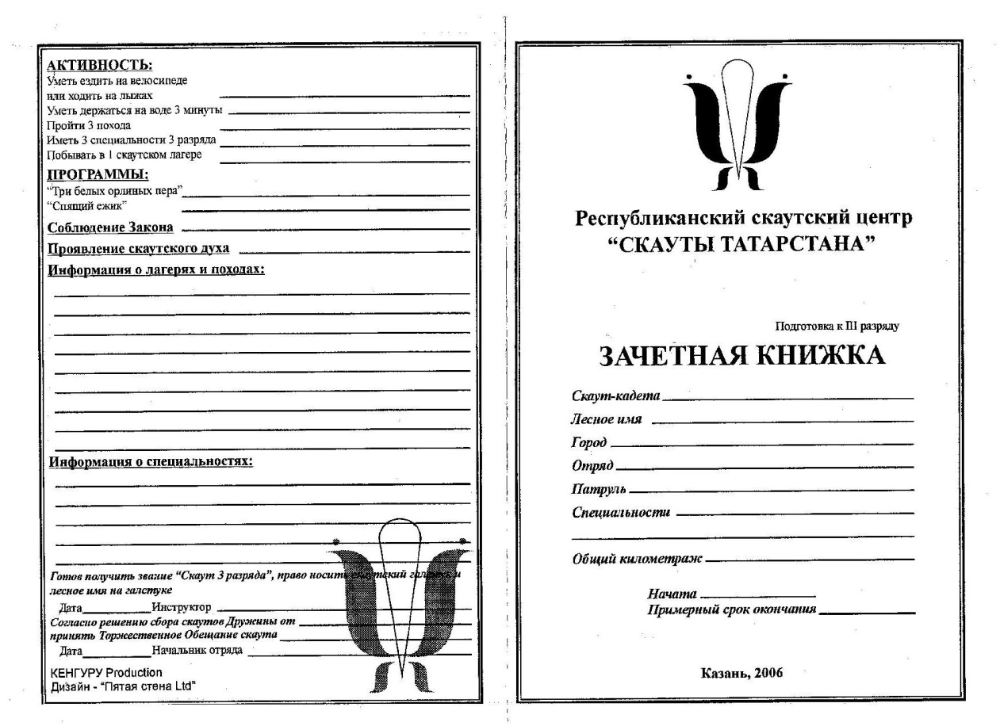 АКТИВНОСТЬ:
Уметь ездить на велосипеде
или ходить на лыжах
Уметь держаться на воде 3 минуты
Пройти 3 похода
Иметь 3 специальности 3 разряда
Побывать в 1 скаутском лагере
ПРОГРАММЫ:
“Три белых орлиных пера”
“Спящий ежик”
Соблюдение Закона
Проявление скаутского духа
Информация о лагерях и походах:
Информация о специальностях:
Готов получить звание “Скаут 3 разряда”, право носить скаутский галстук и
лесное имя на галстуке
Дата__________Инструктор
Согласно решению сбора скаутов Дружины от
принять Торжественное Обещание скаута
Дата__________Начальник отряда
КЕНГУРУ Production
Дизайн - “Пятая стена Ltd”
Республиканский скаутский центр
“СКАУТЫ ТАТАРСТАНА”
Подготовка к III разряду
ЗАЧЕТНАЯ КНИЖКА
Скаут-кадета
Лесное имя
Город
Отряд
Патруль
Специальности
Общий километраж
Начата
Примерный срок окончания
Казань, 2006